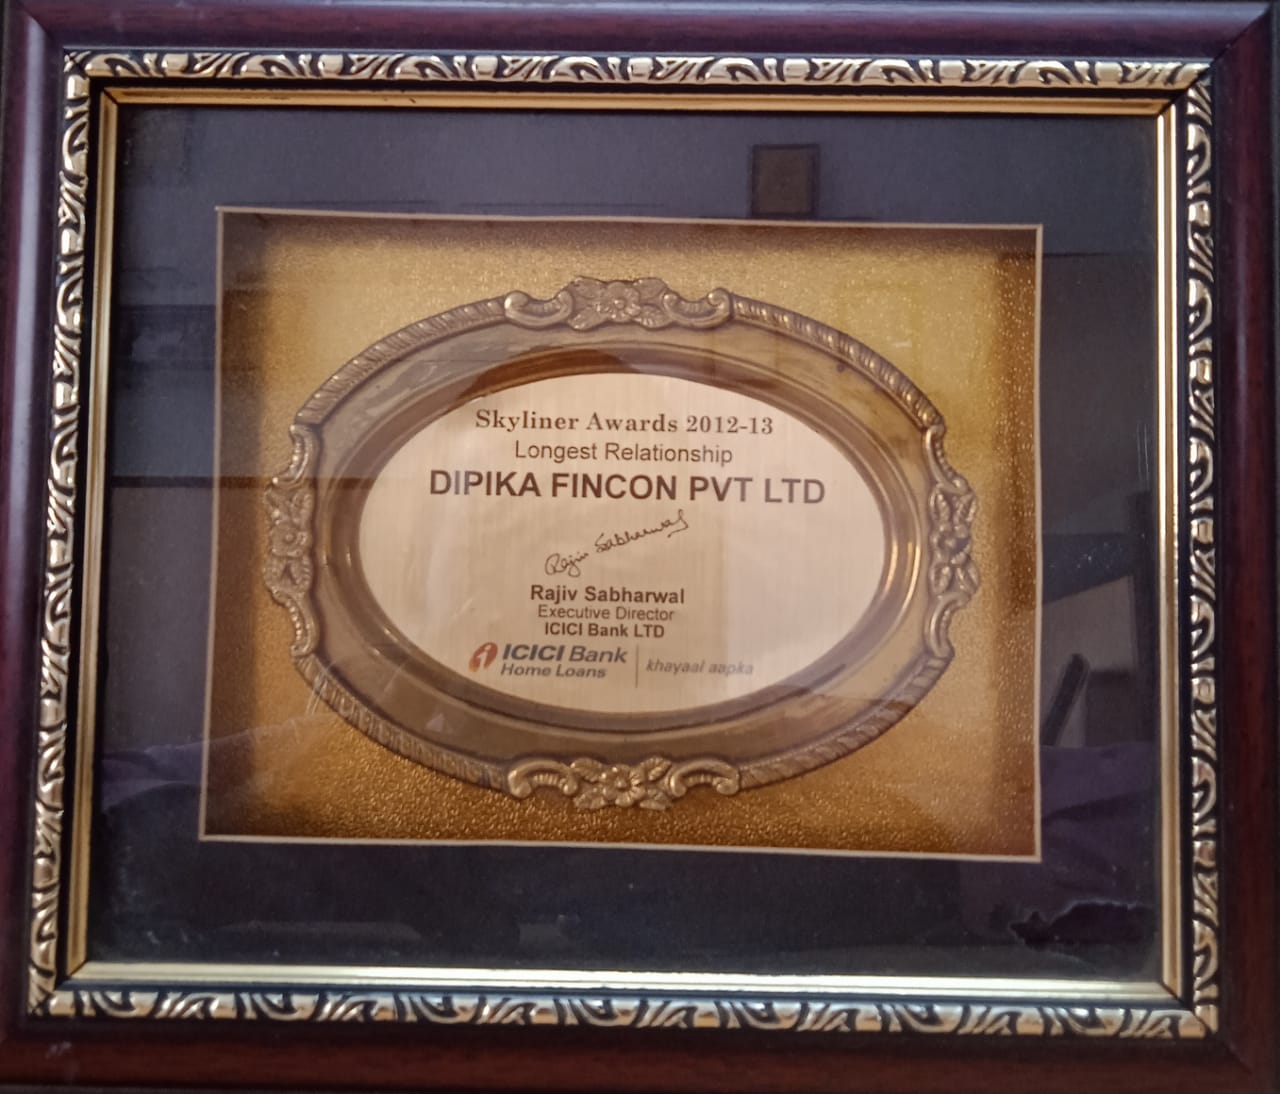 Skyliner Awards 2012-13
Longest Relationship
DIPIKA FINCON PVT LTD
Rajiv Sabharwal
Rajiv Sabharwal
Executive Director
ICICI Bank LTD
ICICI Bank
Home Loans
khayaal aapka